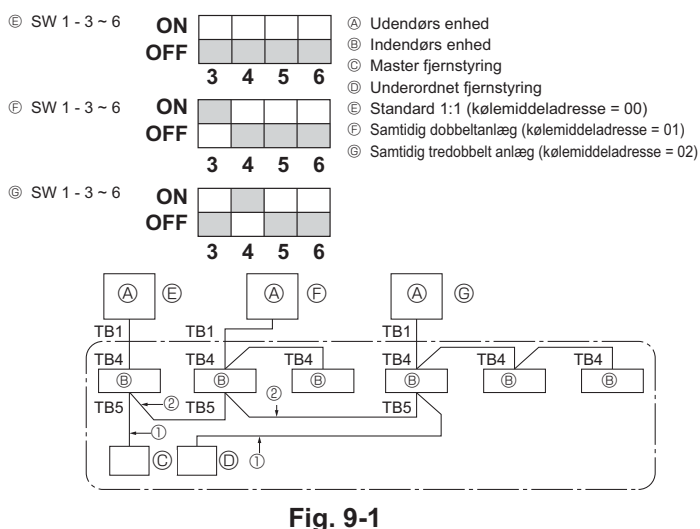 Ⓔ SW 1 - 3 ~ 6 ON
OFF
3 4 5 6
Ⓕ SW 1 - 3 ~ 6 ON
OFF
3 4 5 6
Ⓖ SW 1 - 3 ~ 6 ON
OFF
3 4 5 6
Ⓐ Udendørs enhed
Ⓑ Indendørs enhed
Ⓒ Master fjernstyring
Ⓓ Underordnet fjernstyring
Ⓔ Standard 1:1 (kølemiddeladresse = 00)
Ⓕ Samtidig dobbeltanlæg (kølemiddeladresse = 01)
Ⓖ Samtidig tredobbelt anlæg (kølemiddeladresse = 02)
Ⓐ Ⓔ Ⓐ Ⓕ Ⓐ Ⓖ
TB1 TB1 TB1
TB4 TB4 TB4 TB4 TB4 TB4
Ⓑ Ⓑ Ⓑ Ⓑ Ⓑ Ⓑ
TB5 ② TB5 ② TB5
① ①
Ⓒ Ⓓ
Fig. 9-1